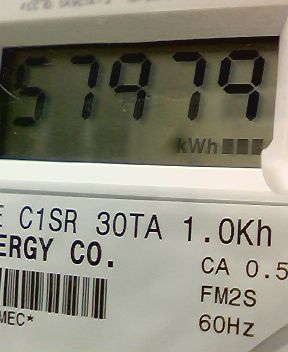 57979
kWh
E C1SR 30TA 1.0Kh
ERGY CO.
CA 0.5
FM2S
MEC*
60Hz